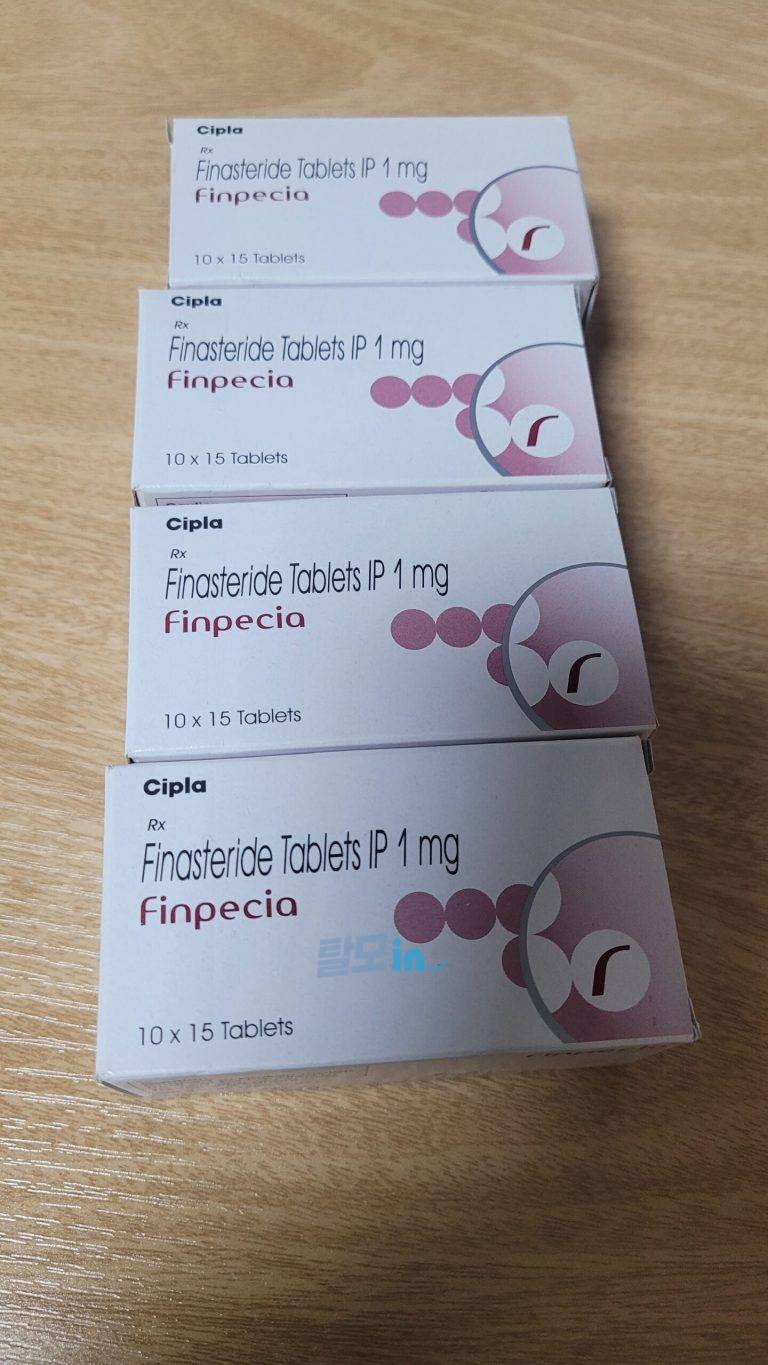 Cipla
Rx
Finasteride Tablets IP 1 mg
Finpecia
10 x 15 Tablets
Cipla
Rx
Finasteride Tablets IP 1 mg
Finpecia
10 x 15 Tablets
Cipla
Rx
Finasteride Tablets IP 1 mg
Finpecia
10 x 15 Tablets
Cipla
Rx
Finasteride Tablets IP 1 mg
Finpecia
탈모in
10 x 15 Tablets